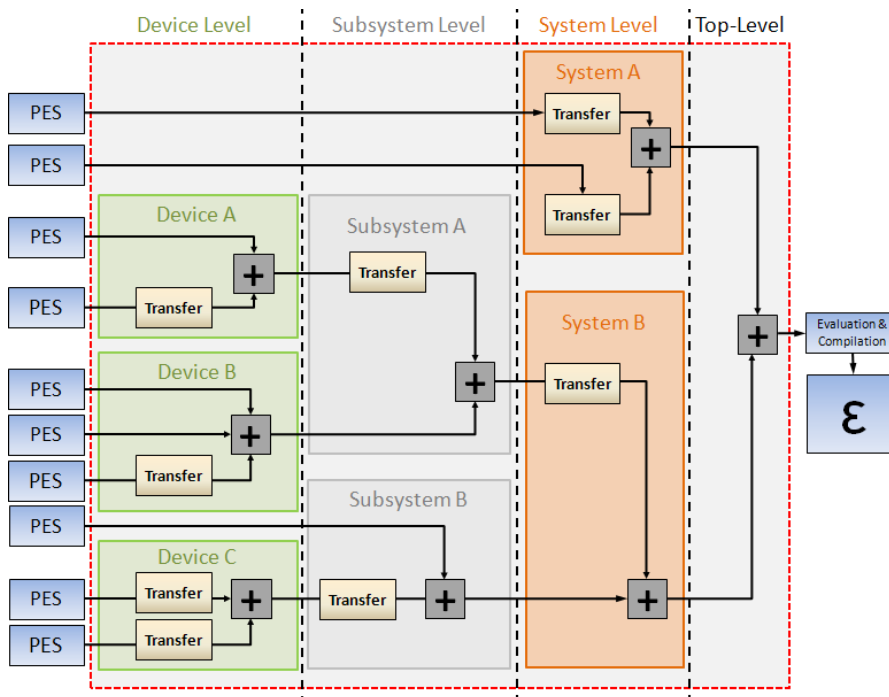 Device Level
Subsystem Level
System Level
Top-Level
System A
PES
Transfer
+
PES
Transfer
Device A
PES
Subsystem A
+
Transfer
PES
Transfer
System B
+
Evaluation &
Compilation
Device B
PES
+
Transfer
PES
+
ε
PES
Transfer
Subsystem B
PES
Device C
PES
Transfer
+
Transfer
+
+
PES
Transfer